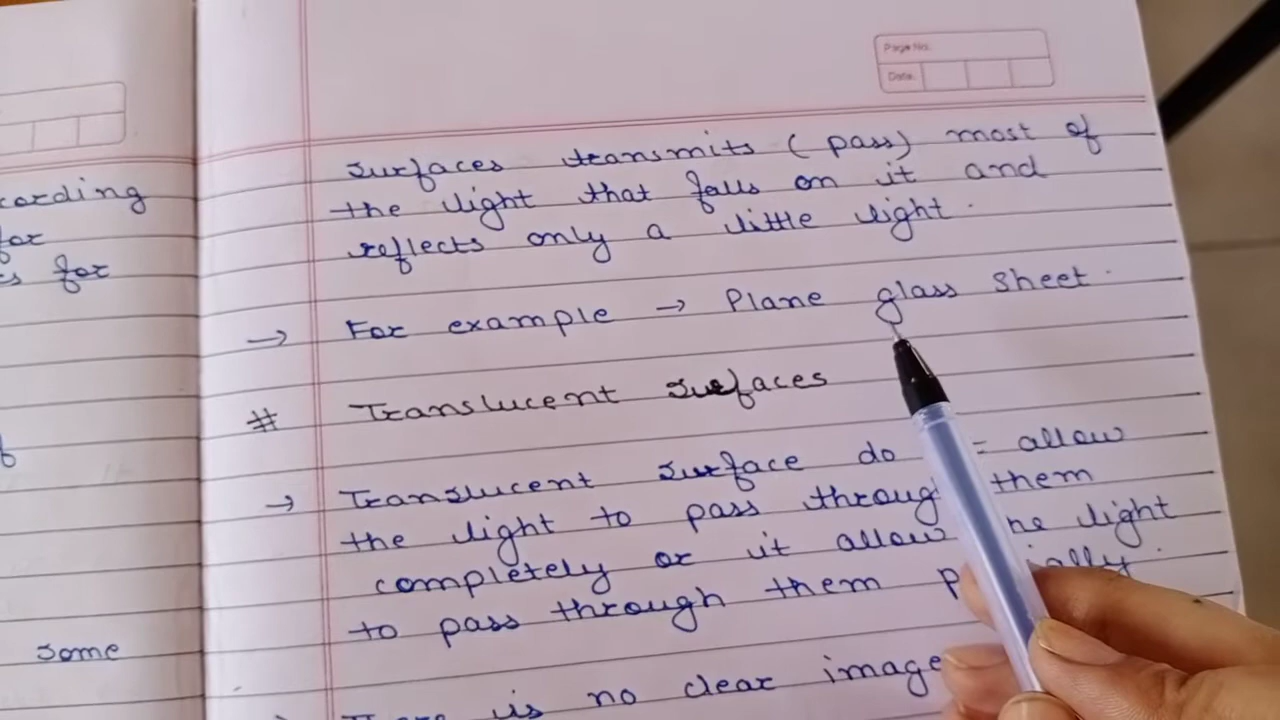 Page No.
Date:
surfaces transmits (pass) most of
the light that falls on it and
reflects only a little light.
→ For example → Plane glass sheet.
# Translucent surfaces
→ Translucent surface do allow
the light to pass through them
completely or it allow the light
to pass through them partially.
There is no clear image
cording
for
s for
some